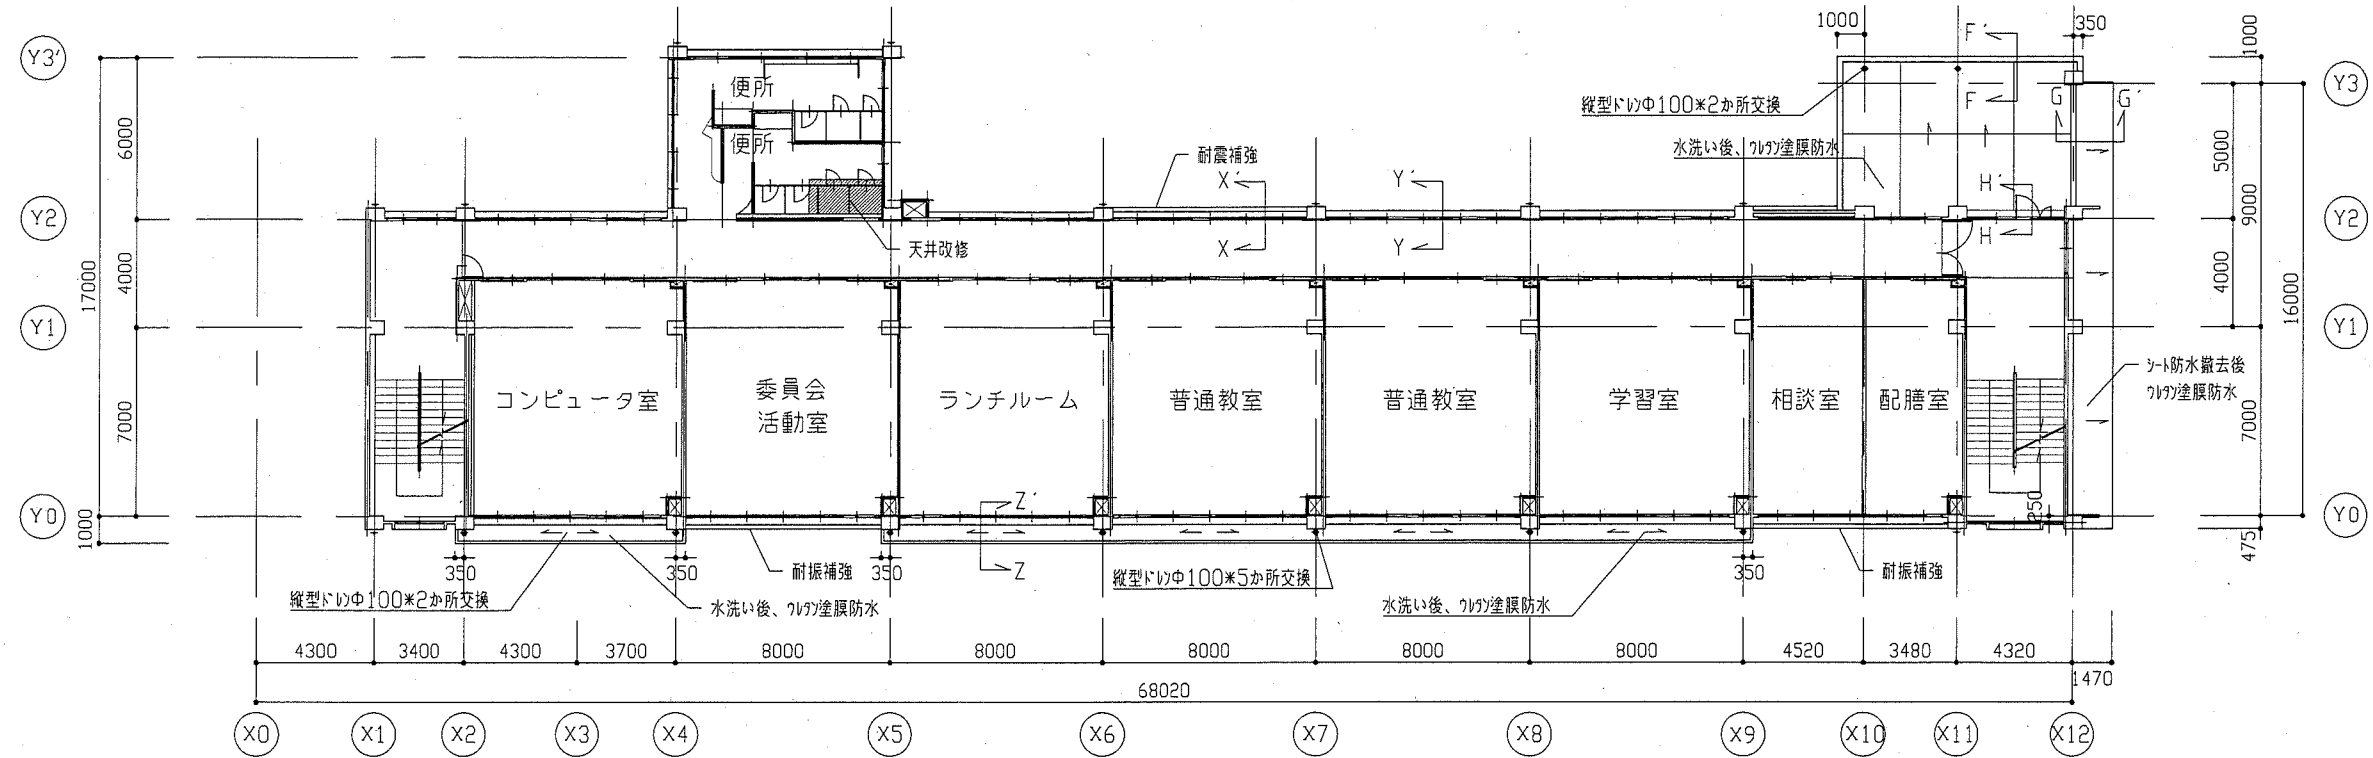 1000
350
F'
1000
Y3'
Y3
便所
縦型ドレンΦ100*2か所交換
F
G
G'
6000
便所
水洗い後、ウレタン塗膜防水
5000
耐震補強
X'
Y'
H'
Y2
Y2
9000
天井改修
X
Y
H
17000
4000
4000
16000
Y1
Y1
シート防水撤去後
ウレタン塗膜防水
コンピュータ室
委員会
活動室
ランチルーム
普通教室
普通教室
学習室
相談室
配膳室
7000
7000
Z'
250
Y0
Y0
1000
475
Z
350
350
耐振補強
350
縦型ドレンΦ100*5か所交換
350
耐振補強
縦型ドレンΦ100*2か所交換
水洗い後、ウレタン塗膜防水
水洗い後、ウレタン塗膜防水
4300
3400
4300
3700
8000
8000
8000
8000
8000
4520
3480
4320
1470
68020
X0
X1
X2
X3
X4
X5
X6
X7
X8
X9
X10
X11
X12